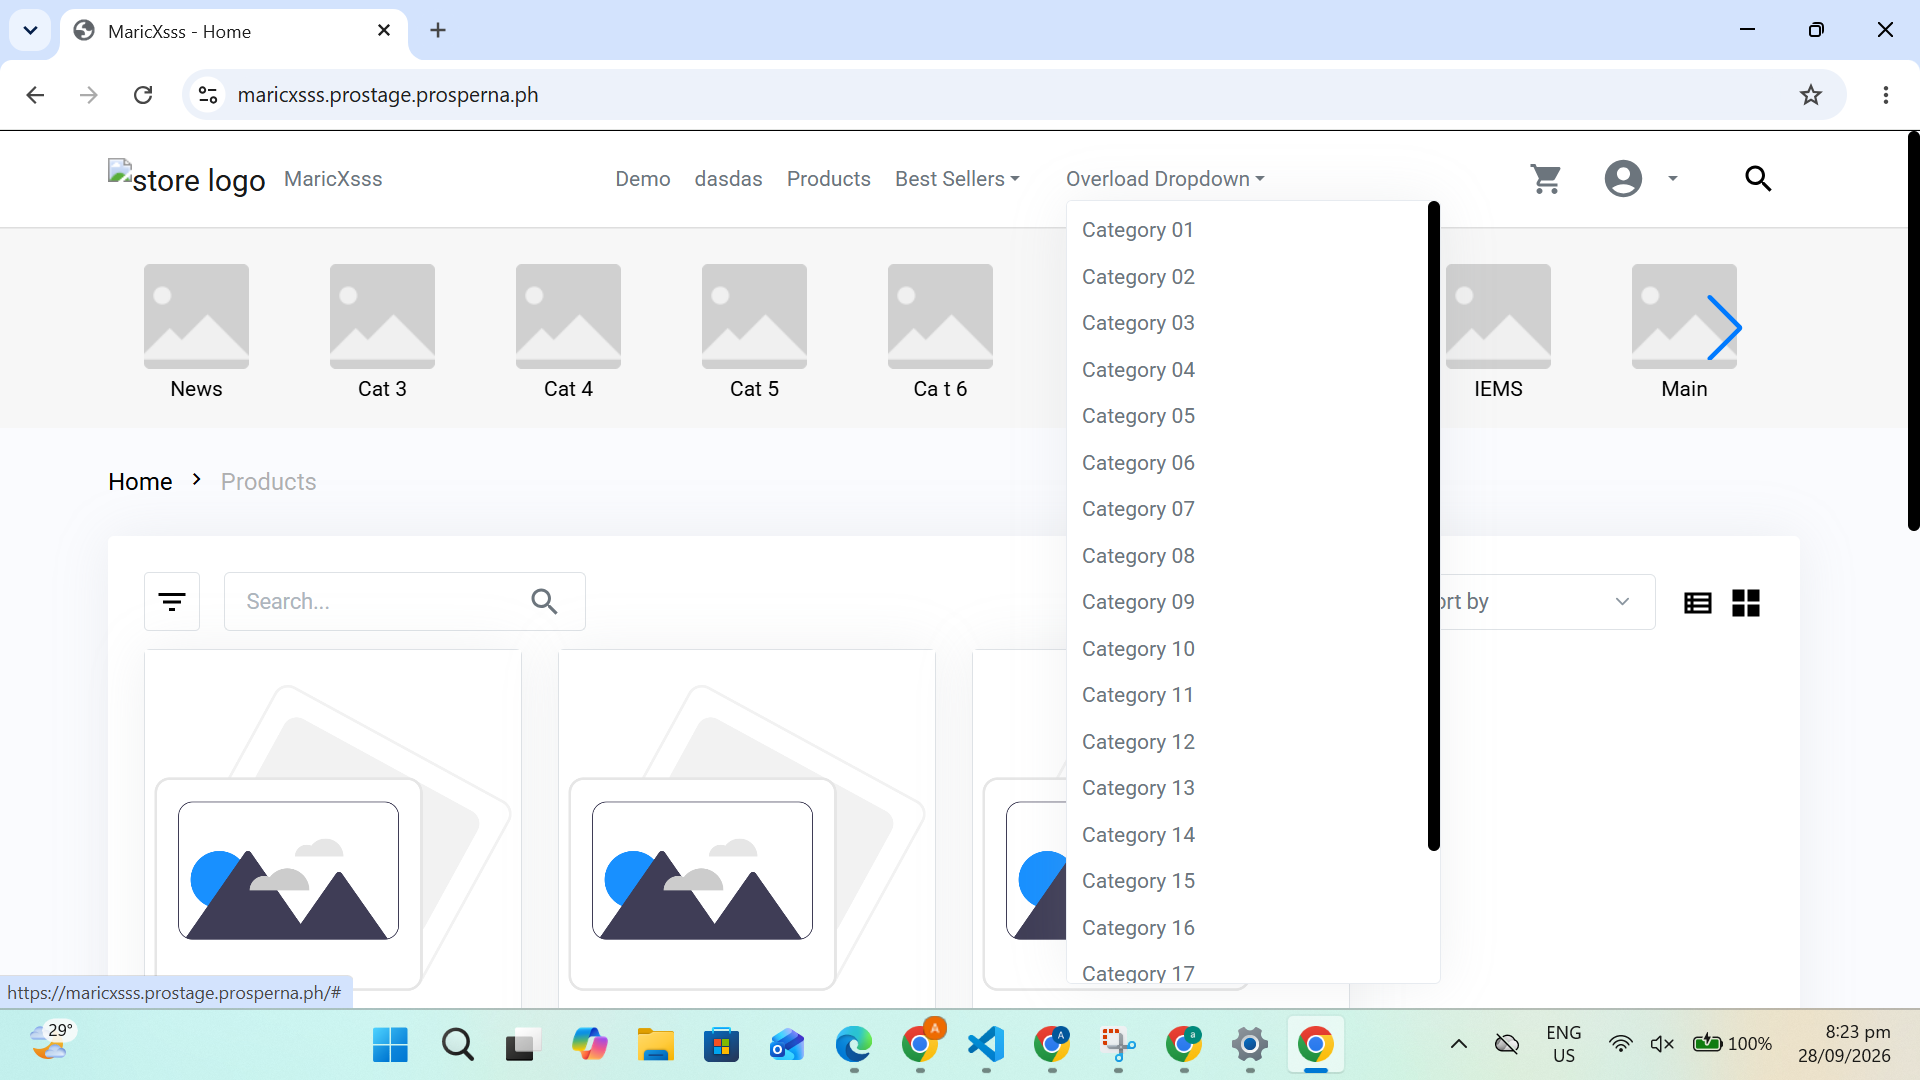 MaricXsss - Home
maricxsss.prostage.prosperna.ph
store logo MaricXsss Demo dasdas Products Best Sellers Overload Dropdown
Category 01
Category 02
Category 03
Category 04
Category 05
Category 06
Category 07
Category 08
Category 09
Category 10
Category 11
Category 12
Category 13
Category 14
Category 15
Category 16
Category 17
News Cat 3 Cat 4 Cat 5 Ca t 6 IEMS Main
Home Products
Search... ort by
https://maricxsss.prostage.prosperna.ph/#
29°
A A a
ENG
US
100%
8:23 pm
28/09/2026